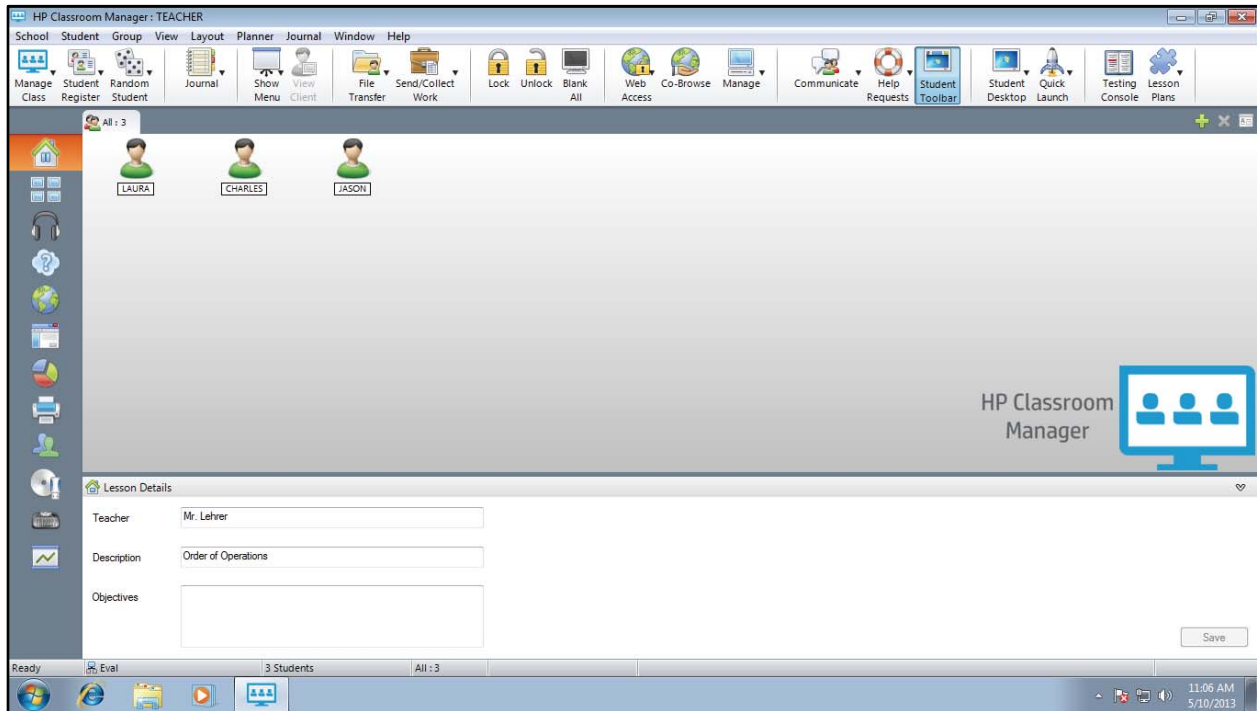 HP Classroom Manager : TEACHER
School Student Group View Layout Planner Journal Window Help
Manage Class
Student Register
Random Student
Journal
Show Menu
View Client
File Transfer
Send/Collect Work
Lock
Unlock
Blank All
Web Access
Co-Browse
Manage
Communicate
Help Requests
Student Toolbar
Student Desktop
Quick Launch
Testing Console
Lesson Plans
All : 3
LAURA
CHARLES
JASON
HP Classroom
Manager
Lesson Details
Teacher Mr. Lehrer
Description Order of Operations
Objectives
Save
Ready Eval 3 Students All : 3
11:06 AM
5/10/2013